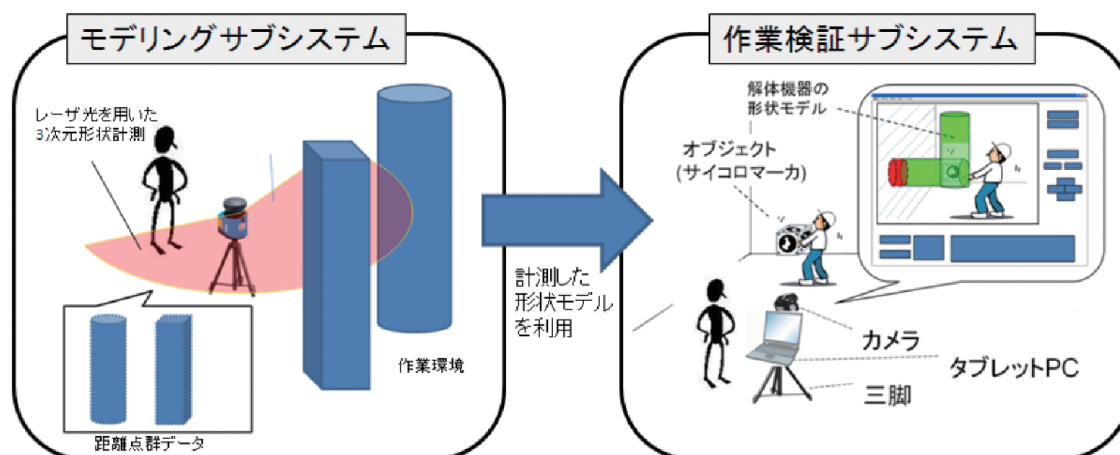 モデリングサブシステム
レーザ光を用いた
3次元形状計測
作業環境
距離点群データ
計測した
形状モデル
を利用
作業検証サブシステム
解体機器の
形状モデル
オブジェクト
(サイコロマーカ)
カメラ
タブレットPC
三脚